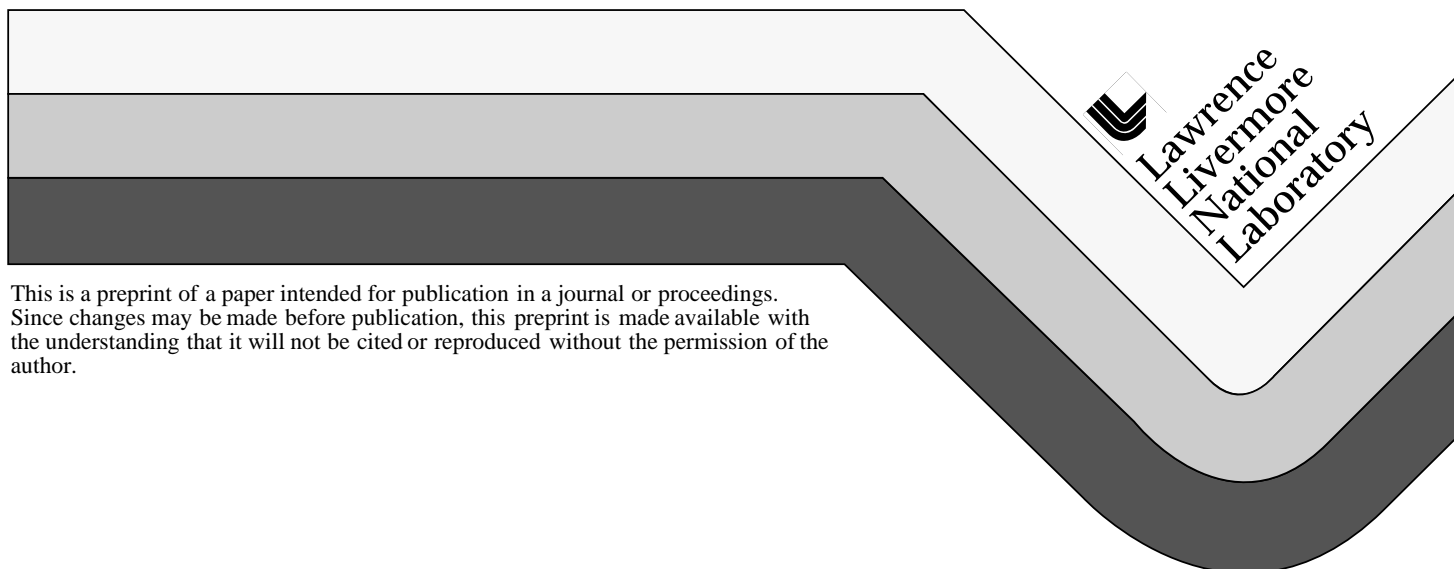 Lawrence
Livermore
National
Laboratory
This is a preprint of a paper intended for publication in a journal or proceedings.
Since changes may be made before publication, this preprint is made available with
the understanding that it will not be cited or reproduced without the permission of the
author.